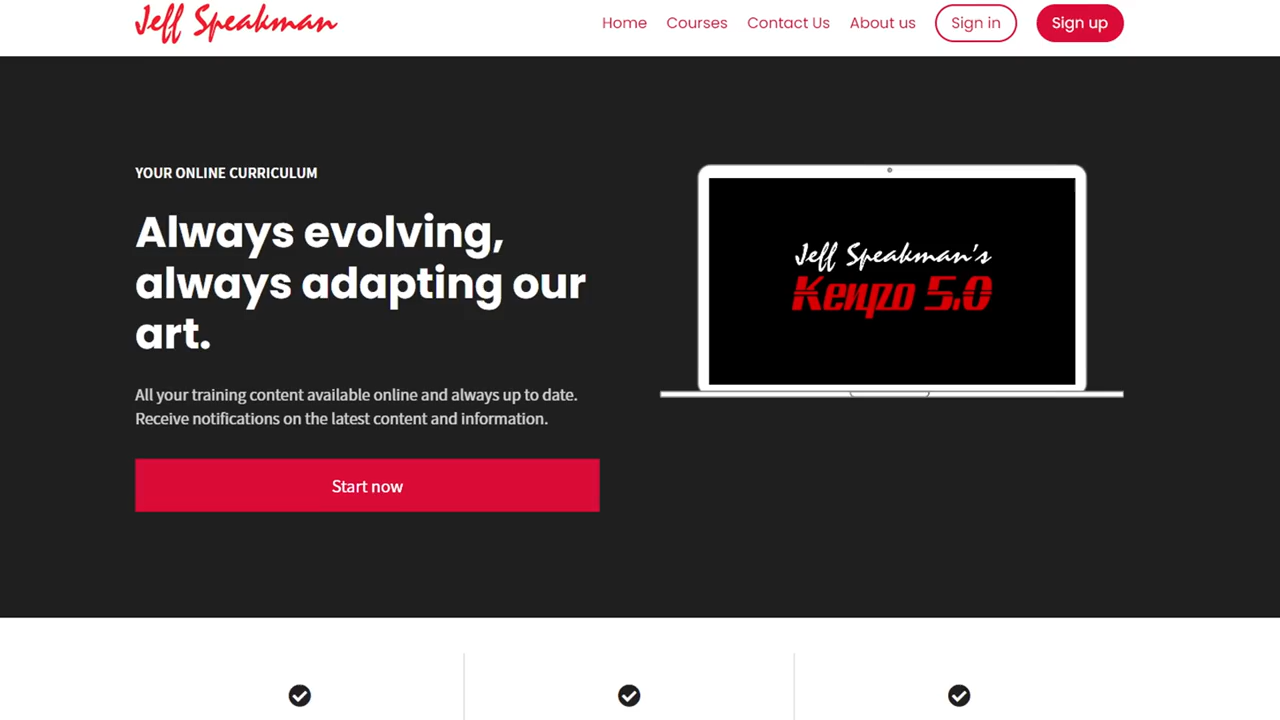 Jeff Speakman
Home Courses Contact Us About us Sign in Sign up
YOUR ONLINE CURRICULUM
Always evolving,
always adapting our
art.
All your training content available online and always up to date.
Receive notifications on the latest content and information.
Start now
Jeff Speakman's
Kenpo 5.0